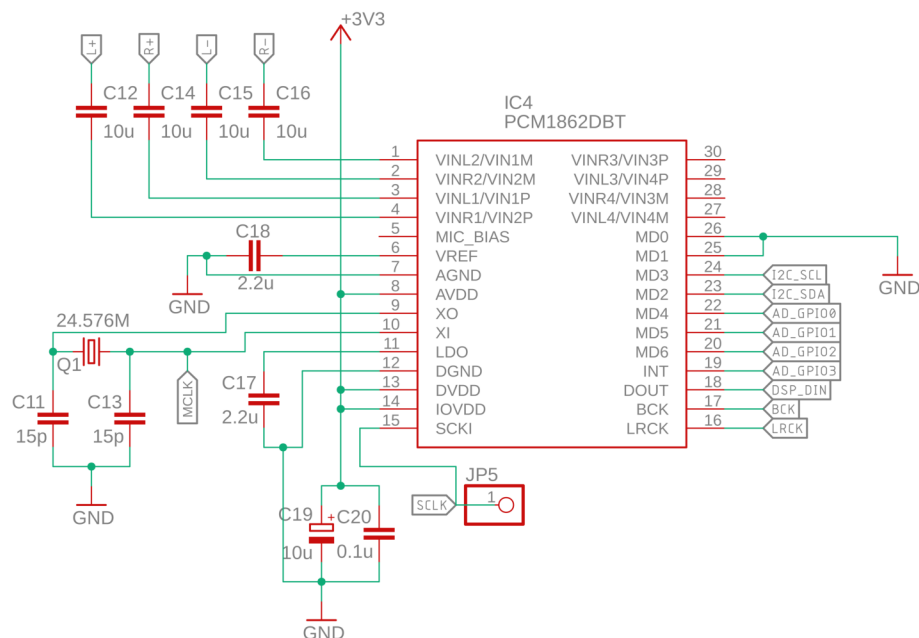 +3V3
L+
R+
L-
R-
C12
C14
C15
C16
10u
10u
10u
10u
IC4
PCM1862DBT
1 VINL2/VIN1M VINR3/VIN3P 30
2 VINR2/VIN2M VINL3/VIN4P 29
3 VINL1/VIN1P VINR4/VIN3M 28
4 VINR1/VIN2P VINL4/VIN4M 27
5 MIC_BIAS MD0 26
6 VREF MD1 25
7 AGND MD3 24 I2C_SCL
8 AVDD MD2 23 I2C_SDA
9 XO MD4 22 AD_GPIO0
10 XI MD5 21 AD_GPIO1
11 LDO MD6 20 AD_GPIO2
12 DGND INT 19 AD_GPIO3
13 DVDD DOUT 18 DSP_DIN
14 IOVDD BCK 17 BCK
15 SCKI LRCK 16 LRCK
C18
2.2u
GND
GND
24.576M
Q1
MCLK
C11
15p
C13
15p
GND
C17
2.2u
JP5
SCLK
1
C19
+
10u
C20
0.1u
GND